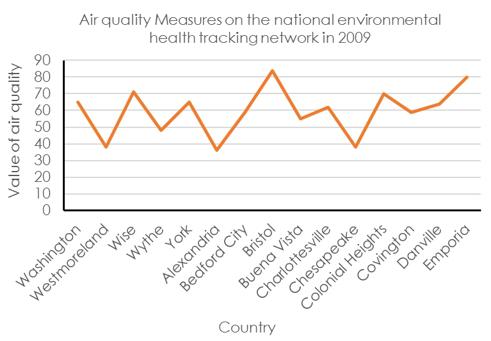 Air quality Measures on the national environmental
health tracking network in 2009
Value of air quality
90
80
70
60
50
40
30
20
10
0
Washington
Westmoreland
Wise
Wythe
York
Alexandria
Bedford City
Bristol
Buena Vista
Charlottesville
Chesapeake
Colonial Heights
Covington
Danville
Emporia
Country